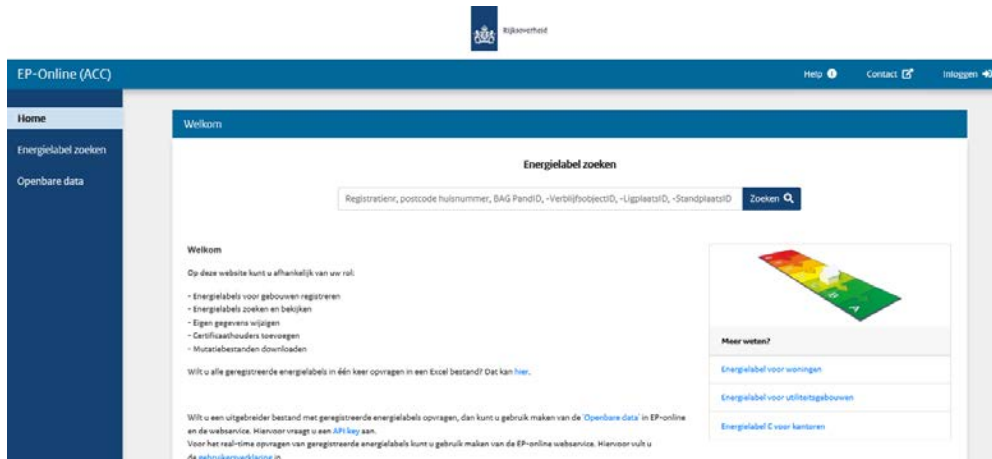 Rijksoverheid
EP-Online (ACC)
Help
Contact
Inloggen
Home
Energielabel zoeken
Openbare data
Welkom
Energielabel zoeken
Registratienr, postcode huisnummer, BAG PandID, -VerblijfsobjectID, -LigplaatsID, -StandplaatsID
Zoeken
Welkom
Op deze website kunt u afhankelijk van uw rol:
- Energielabels voor gebouwen registreren
- Energielabels zoeken en bekijken
- Eigen gegevens wijzigen
- Certificaathouders toevoegen
- Mutatiebestanden downloaden
Wilt u alle geregistreerde energielabels in één keer opvragen in een Excel bestand? Dat kan hier.
Wilt u een uitgebreider bestand met geregistreerde energielabels opvragen, dan kunt u gebruik maken van de 'Openbare data' in EP-online
en de webservice. Hiervoor vraagt u een API key aan.
Voor het real-time opvragen van geregistreerde energielabels kunt u gebruik maken van de EP-online webservice. Hiervoor vult u
de gebruikersverklaring in.
B
A
Meer weten?
Energielabel voor woningen
Energielabel voor utiliteitsgebouwen
Energielabel C voor kantoren